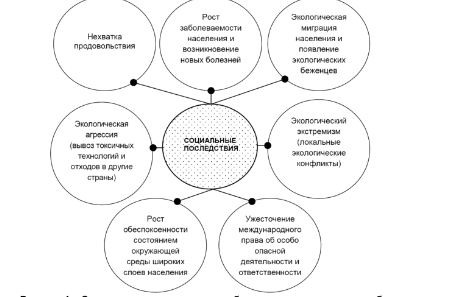 Нехватка
продовольствия
Рост
заболеваемости
населения и
возникновение
новых болезней
Экологическая
миграция
населения и
появление
экологических
беженцев
Экологическая
агрессия
(вывоз токсичных
технологий и
отходов в другие
страны)
СОЦИАЛЬНЫЕ
ПОСЛЕДСТВИЯ
Экологический
экстремизм
(локальные
экологические
конфликты)
Рост
обеспокоенности
состоянием
окружающей
среды широких
слоев населения
Ужесточение
международного
права об особо
опасной
деятельности и
ответственности